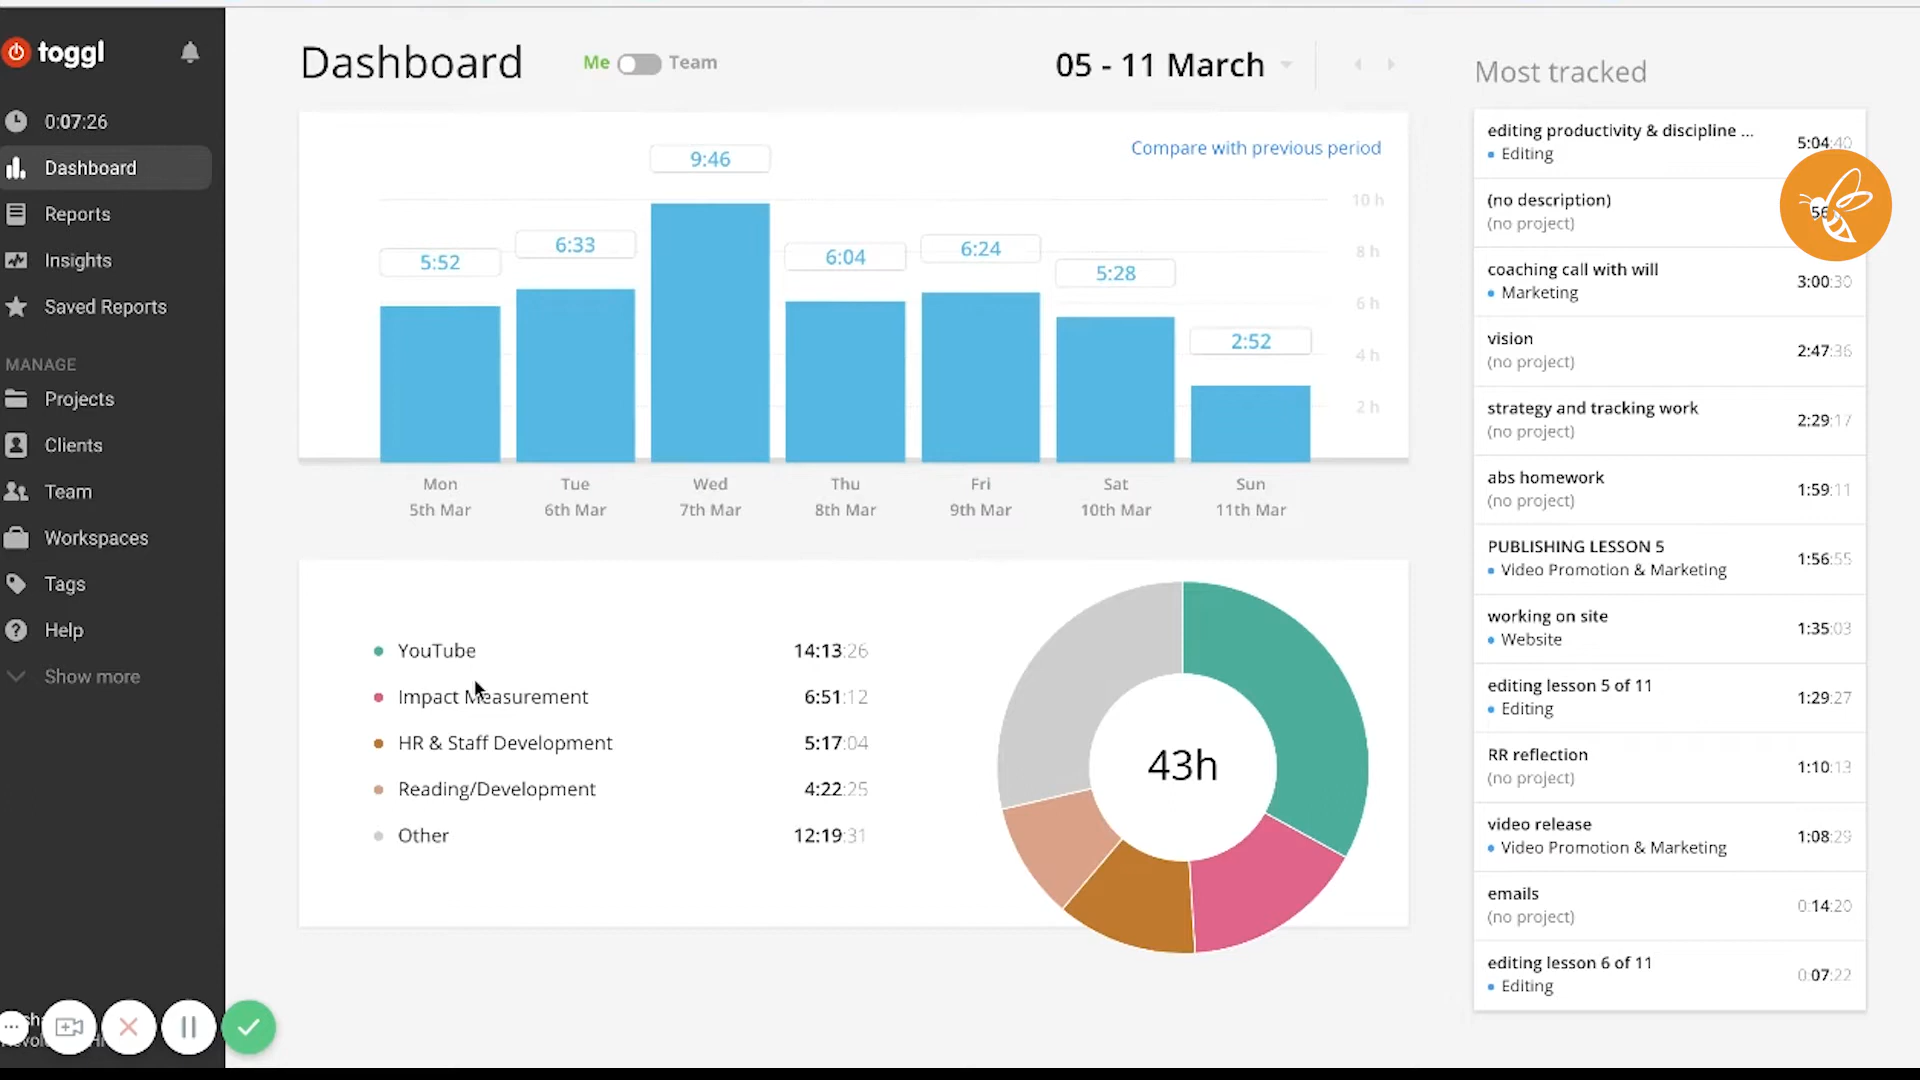 toggl
0:07:26
Dashboard
Reports
Insights
Saved Reports
MANAGE
Projects
Clients
Team
Workspaces
Tags
Help
Show more
Dashboard
Me Team
05 - 11 March
Compare with previous period
10 h
8 h
6 h
4 h
2 h
5:52
6:33
9:46
6:04
6:24
5:28
2:52
Mon
5th Mar
Tue
6th Mar
Wed
7th Mar
Thu
8th Mar
Fri
9th Mar
Sat
10th Mar
Sun
11th Mar
YouTube 14:13:26
Impact Measurement 6:51:12
HR & Staff Development 5:17:04
Reading/Development 4:22:25
Other 12:19:31
43h
Most tracked
editing productivity & discipline ... 5:04:40
Editing
(no description)
(no project)
coaching call with will 3:00:30
Marketing
vision 2:47:36
(no project)
strategy and tracking work 2:29:17
(no project)
abs homework 1:59:11
(no project)
PUBLISHING LESSON 5 1:56:55
Video Promotion & Marketing
working on site 1:35:03
Website
editing lesson 5 of 11 1:29:27
Editing
RR reflection 1:10:13
(no project)
video release 1:08:29
Video Promotion & Marketing
emails 0:14:20
(no project)
editing lesson 6 of 11 0:07:22
Editing